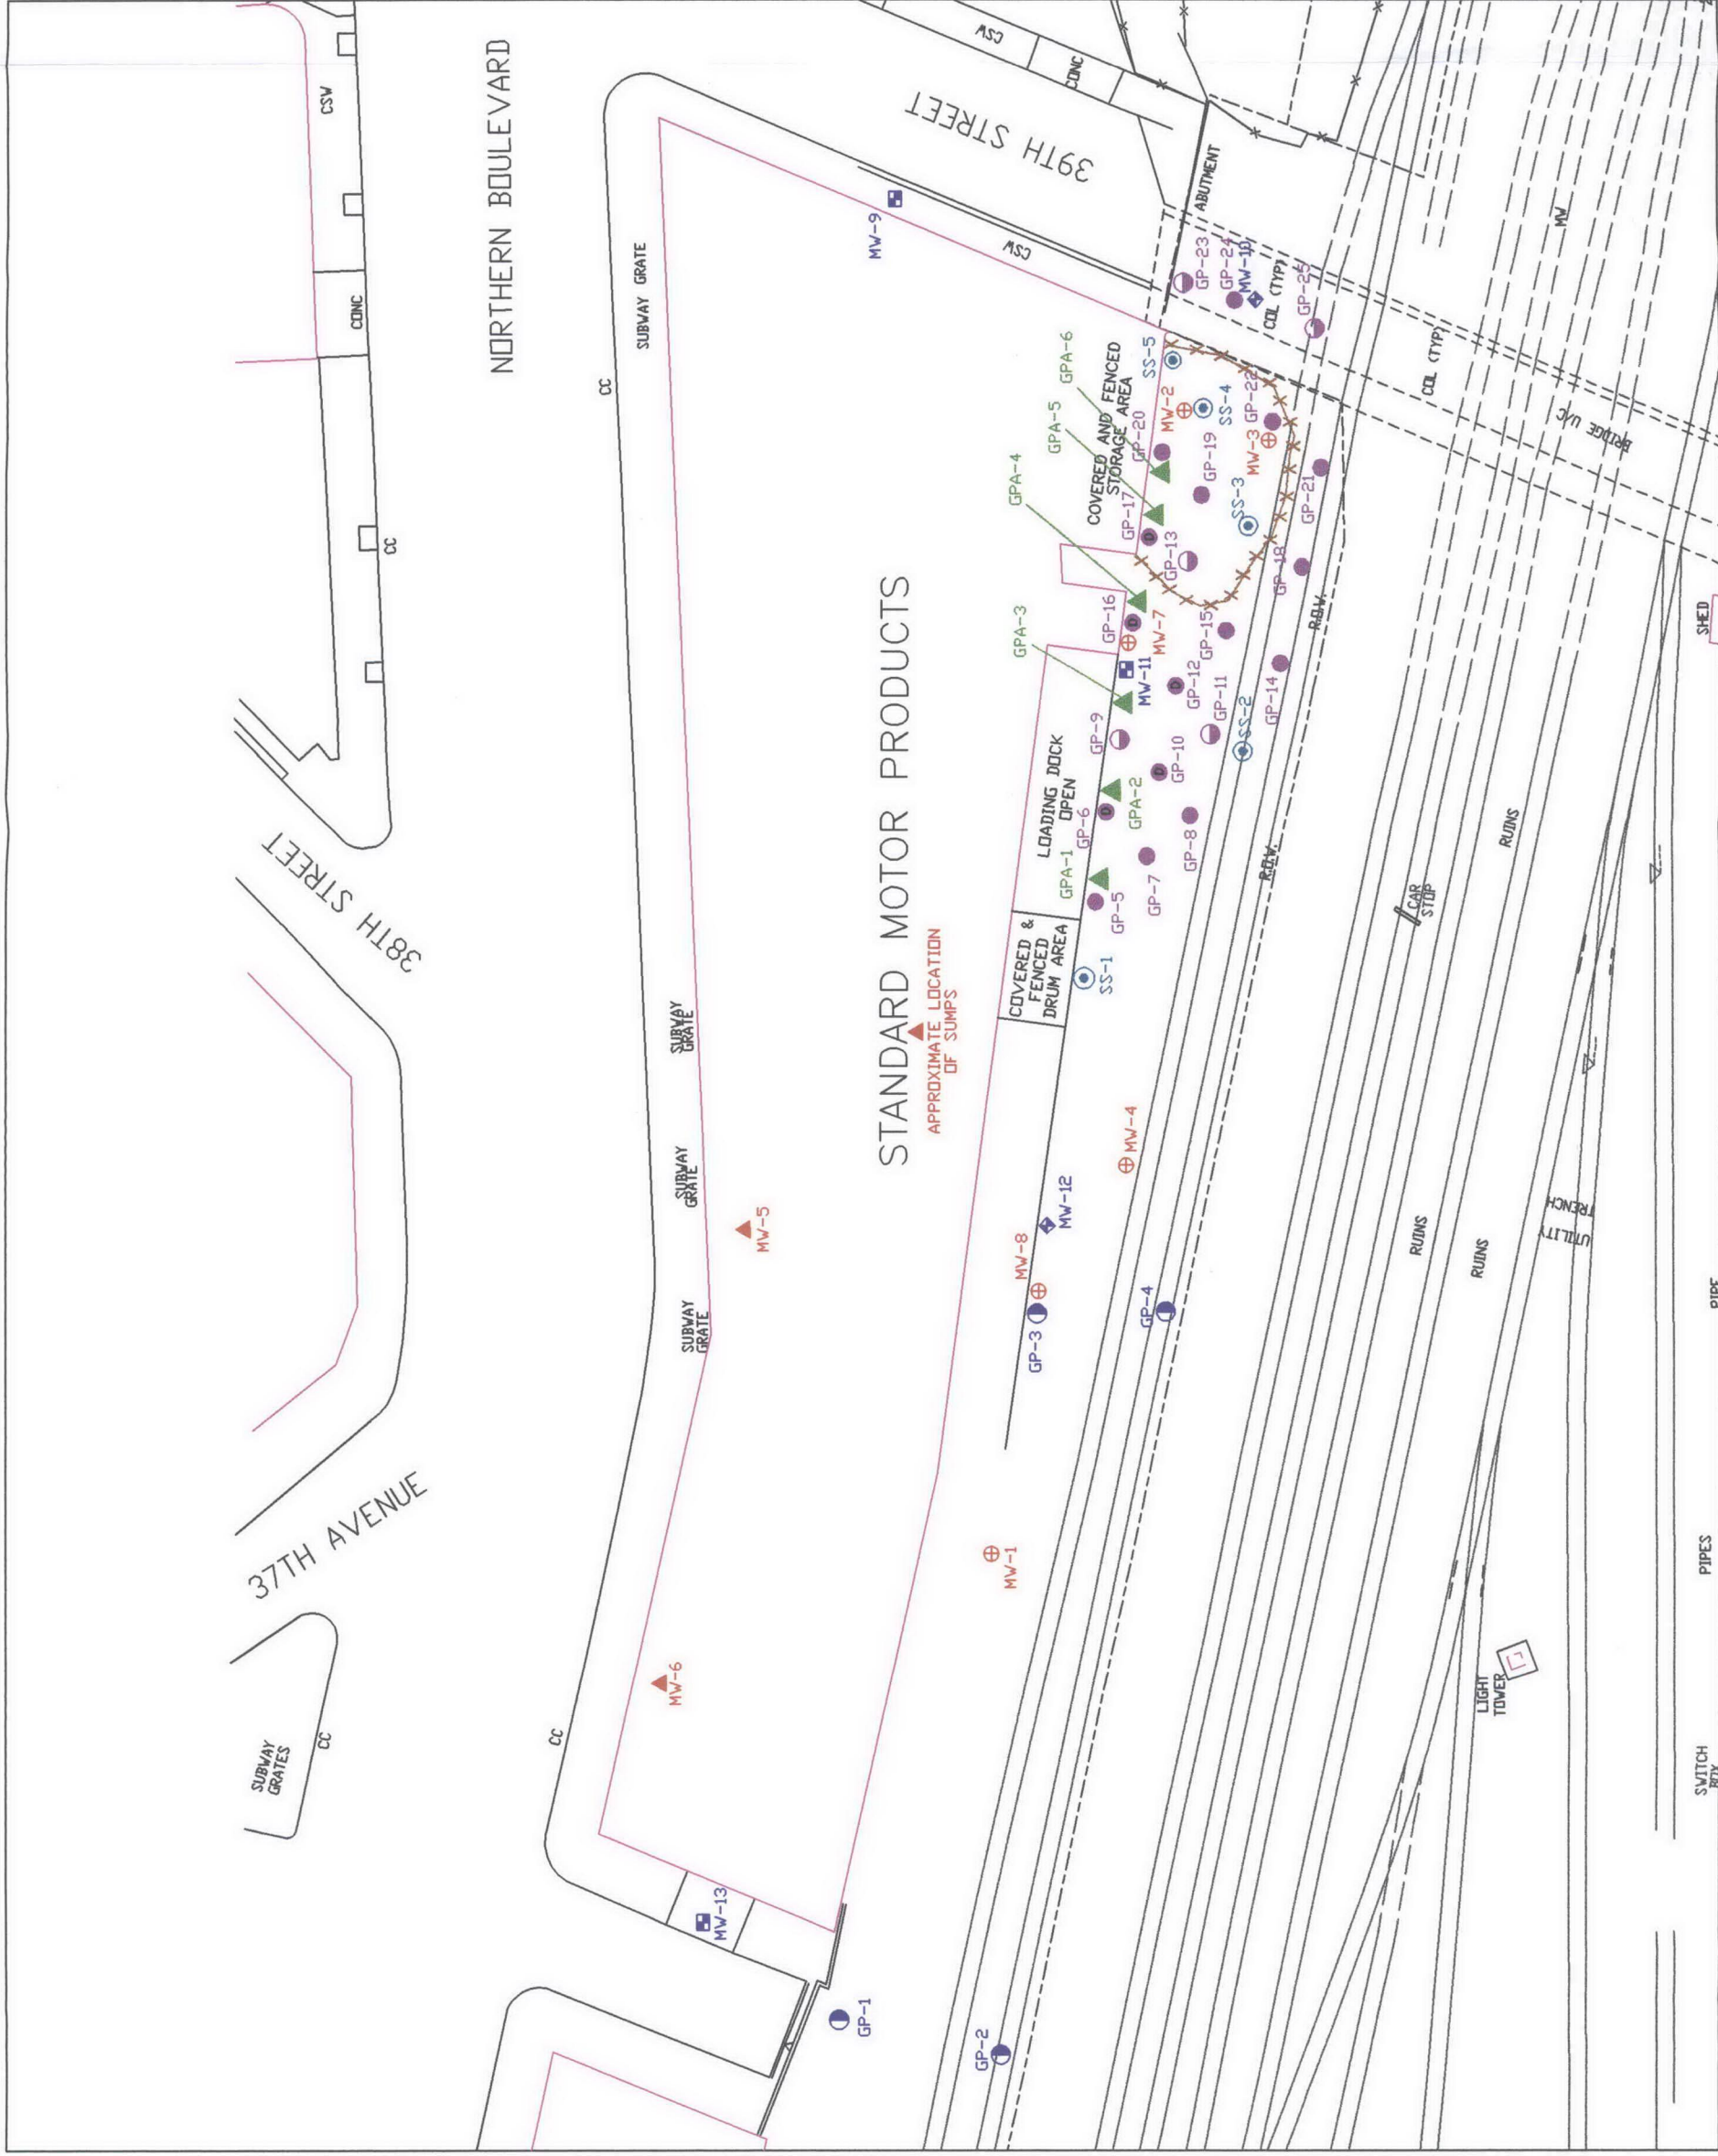 NORTHERN BOULEVARD
39TH STREET
38TH STREET
37TH AVENUE
STANDARD MOTOR PRODUCTS
APPROXIMATE LOCATION
OF SUMPS
CSW
CONC
CC
CC
SUBWAY GRATE
CSW
CONC
CSW
ABUTMENT
MW-9
GP-23
GP-24
MW-10
COL (TYP)
GP-25
COL (TYP)
BRIDGE U/C
MW
COVERED AND FENCED
STORAGE AREA
GPA-6
GPA-5
GPA-4
GPA-3
SS-5
MW-2
SS-4
GP-22
MW-3
GP-20
GP-19
GP-21
SS-3
GP-17
GP-13
GP-18
GP-16
MW-7
GP-15
R.O.W.
MW-11
GP-12
GP-11
GP-14
SS-2
GP-9
GP-10
LOADING DOCK
OPEN
GPA-2
GP-6
GP-8
GPA-1
GP-7
GP-5
R.O.W.
COVERED &
FENCED
DRUM AREA
SS-1
CC
SUBWAY
GRATE
SUBWAY
GRATE
SUBWAY
GRATE
MW-5
MW-4
MW-12
MW-8
GP-3
GP-4
MW-1
MW-6
CC
SUBWAY
GRATES
CC
MW-13
GP-1
GP-2
SHED
RUINS
CAR
STOP
RUINS
RUINS
UTILITY
TRENCH
PIPE
PIPES
LIGHT
TOWER
SWITCH
BOX